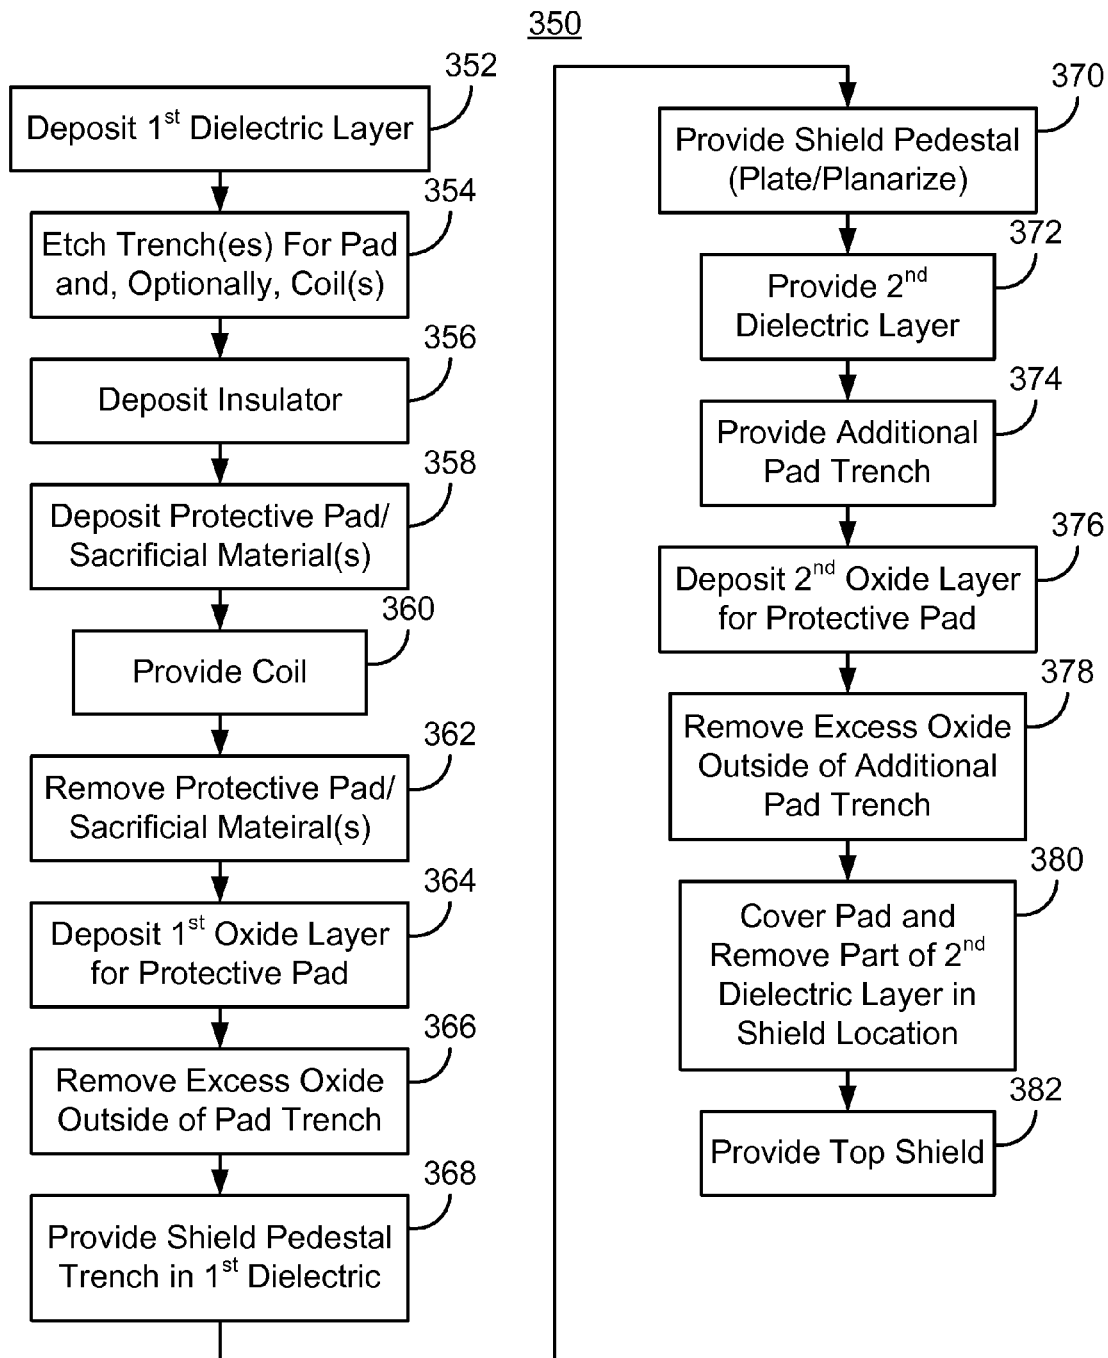 350
352
Deposit 1st Dielectric Layer
354
Etch Trench(es) For Pad
and, Optionally, Coil(s)
356
Deposit Insulator
358
Deposit Protective Pad/
Sacrificial Material(s)
360
Provide Coil
362
Remove Protective Pad/
Sacrificial Mateiral(s)
364
Deposit 1st Oxide Layer
for Protective Pad
366
Remove Excess Oxide
Outside of Pad Trench
368
Provide Shield Pedestal
Trench in 1st Dielectric
370
Provide Shield Pedestal
(Plate/Planarize)
372
Provide 2nd
Dielectric Layer
374
Provide Additional
Pad Trench
376
Deposit 2nd Oxide Layer
for Protective Pad
378
Remove Excess Oxide
Outside of Additional
Pad Trench
380
Cover Pad and
Remove Part of 2nd
Dielectric Layer in
Shield Location
382
Provide Top Shield